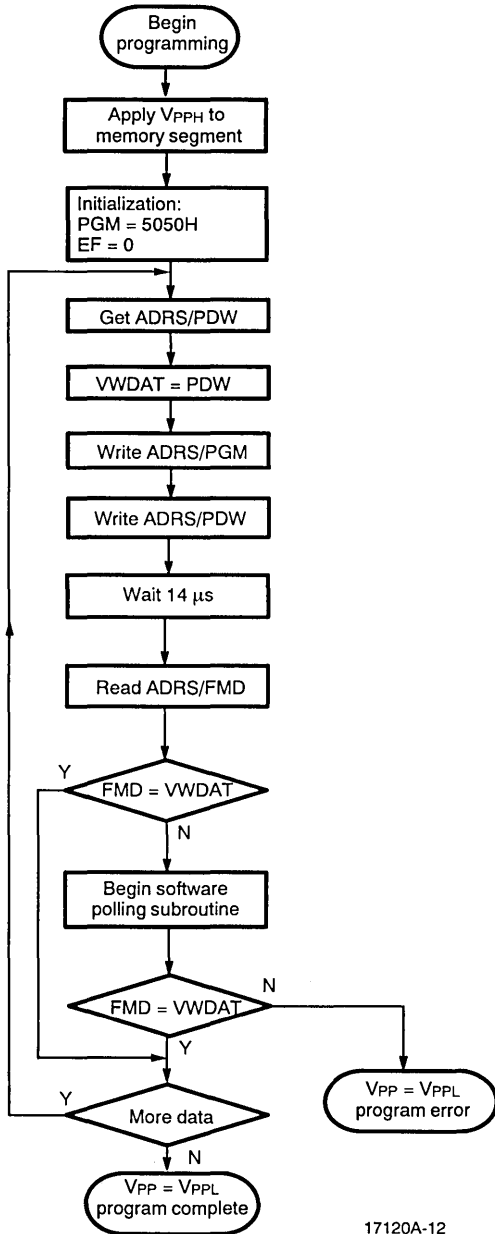 Begin
programming
Apply VPPH to
memory segment
Initialization:
PGM = 5050H
EF = 0
Get ADRS/PDW
VWDAT = PDW
Write ADRS/PGM
Write ADRS/PDW
Wait 14 µs
Read ADRS/FMD
Y
FMD = VWDAT
N
Begin software
polling subroutine
N
FMD = VWDAT
Y
Y
More data
VPP = VPPL
program error
N
VPP = VPPL
program complete
17120A-12